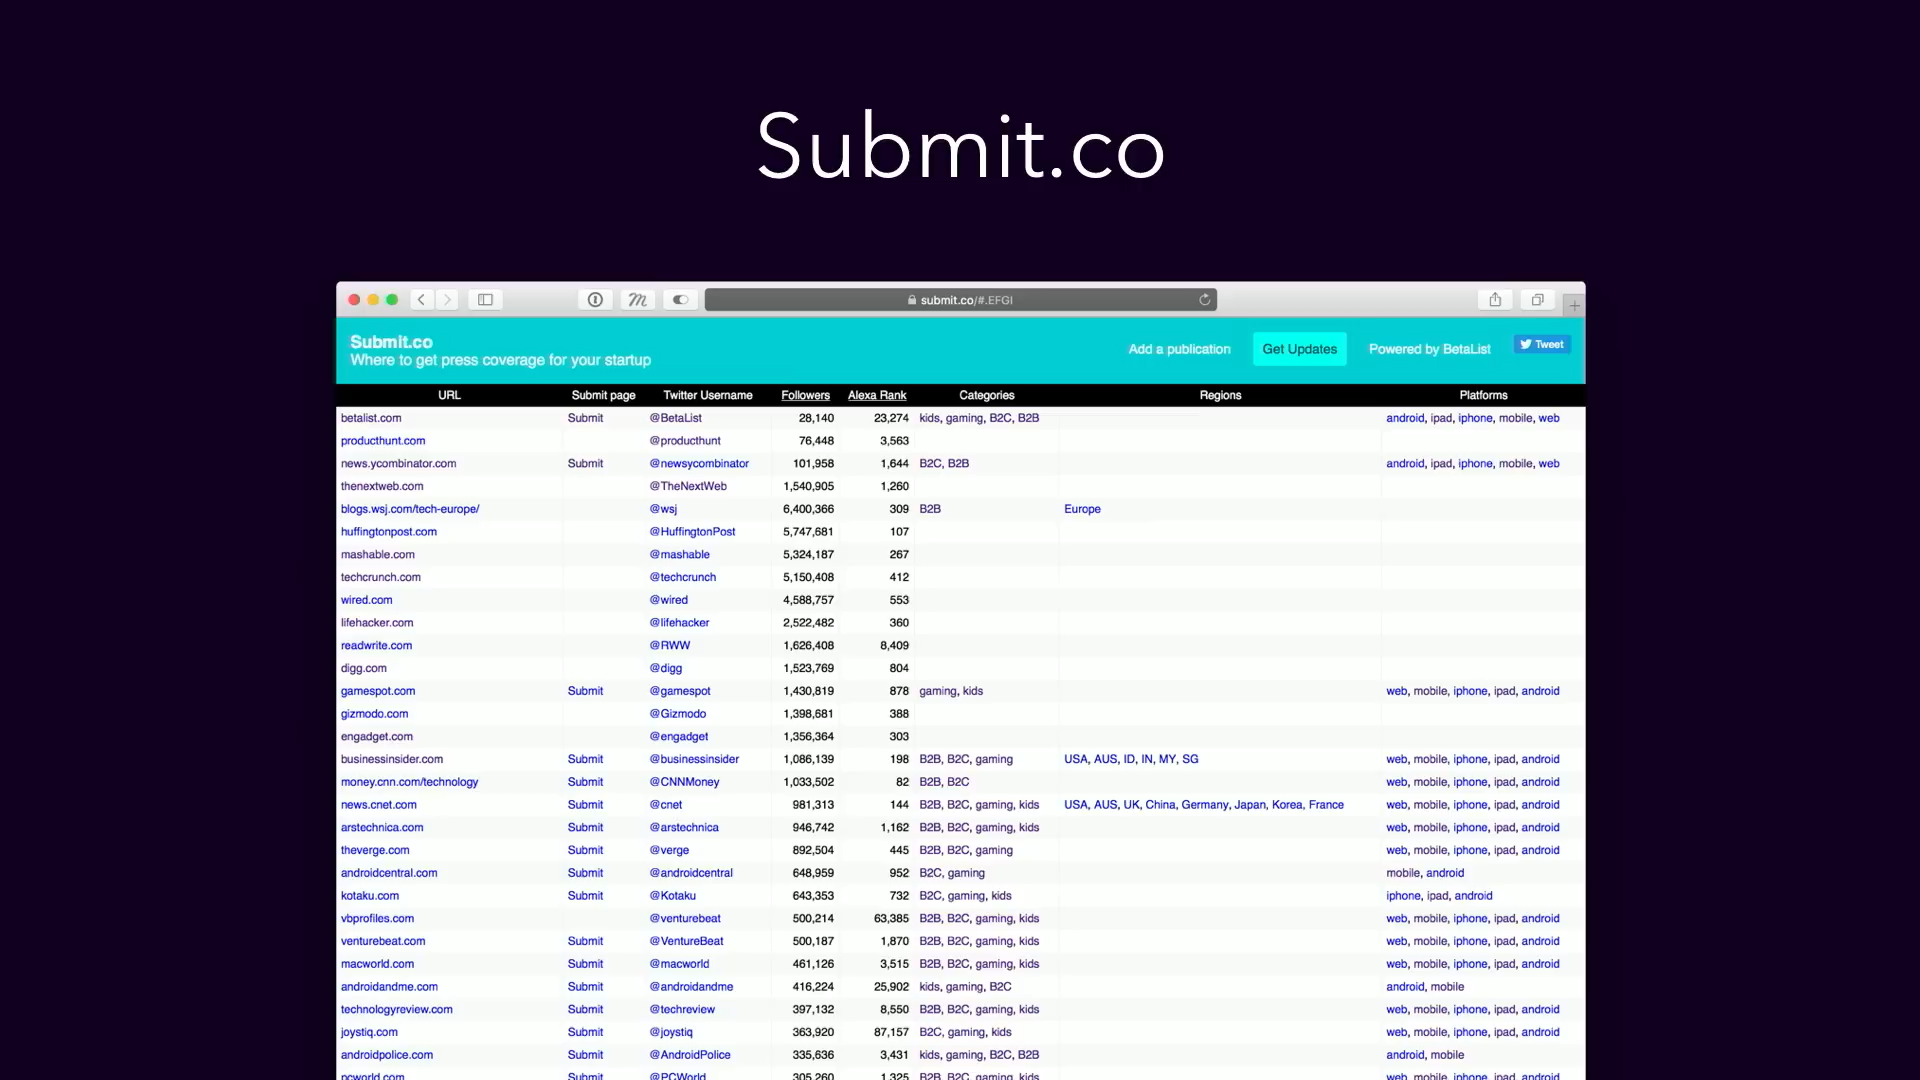 Submit.co
submit.co/#.EFGI
Submit.co
Where to get press coverage for your startup
Add a publication Get Updates Powered by BetaList Tweet
URL Submit page Twitter Username Followers Alexa Rank Categories Regions Platforms
betalist.com Submit @BetaList 28,140 23,274 kids, gaming, B2C, B2B android, ipad, iphone, mobile, web
producthunt.com @producthunt 76,448 3,563
news.ycombinator.com Submit @newsycombinator 101,958 1,644 B2C, B2B android, ipad, iphone, mobile, web
thenextweb.com @TheNextWeb 1,540,905 1,260
blogs.wsj.com/tech-europe/ @wsj 6,400,366 309 B2B Europe
huffingtonpost.com @HuffingtonPost 5,747,681 107
mashable.com @mashable 5,324,187 267
techcrunch.com @techcrunch 5,150,408 412
wired.com @wired 4,588,757 553
lifehacker.com @lifehacker 2,522,482 360
readwrite.com @RWW 1,626,408 8,409
digg.com @digg 1,523,769 804
gamespot.com Submit @gamespot 1,430,819 878 gaming, kids web, mobile, iphone, ipad, android
gizmodo.com @Gizmodo 1,398,681 388
engadget.com @engadget 1,356,364 303
businessinsider.com Submit @businessinsider 1,086,139 198 B2B, B2C, gaming USA, AUS, ID, IN, MY, SG web, mobile, iphone, ipad, android
money.cnn.com/technology Submit @CNNMoney 1,033,502 82 B2B, B2C web, mobile, iphone, ipad, android
news.cnet.com Submit @cnet 981,313 144 B2B, B2C, gaming, kids USA, AUS, UK, China, Germany, Japan, Korea, France web, mobile, iphone, ipad, android
arstechnica.com Submit @arstechnica 946,742 1,162 B2B, B2C, gaming, kids web, mobile, iphone, ipad, android
theverge.com Submit @verge 892,504 445 B2B, B2C, gaming web, mobile, iphone, ipad, android
androidcentral.com Submit @androidcentral 648,959 952 B2C, gaming mobile, android
kotaku.com Submit @Kotaku 643,353 732 B2C, gaming, kids iphone, ipad, android
vbprofiles.com @venturebeat 500,214 63,385 B2B, B2C, gaming, kids web, mobile, iphone, ipad, android
venturebeat.com Submit @VentureBeat 500,187 1,870 B2B, B2C, gaming, kids web, mobile, iphone, ipad, android
macworld.com Submit @macworld 461,126 3,515 B2B, B2C, gaming, kids web, mobile, iphone, ipad, android
androidandme.com Submit @androidandme 416,224 25,902 kids, gaming, B2C android, mobile
technologyreview.com Submit @techreview 397,132 8,550 B2B, B2C, gaming, kids web, mobile, iphone, ipad, android
joystiq.com Submit @joystiq 363,920 87,157 B2C, gaming, kids web, mobile, iphone, ipad, android
androidpolice.com Submit @AndroidPolice 335,636 3,431 kids, gaming, B2C, B2B android, mobile
pcworld.com Submit @PCWorld 305,260 1,325 B2B, B2C, gaming, kids web, mobile, iphone, ipad, android